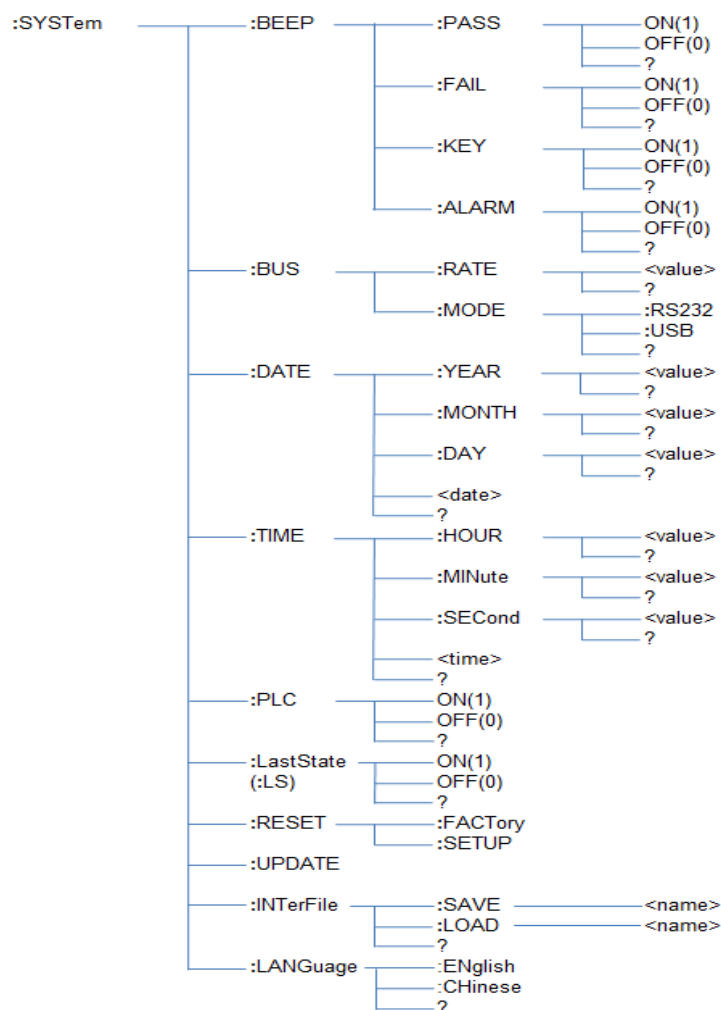 :SYSTem :BEEP :PASS ON(1)
OFF(0)
?
:FAIL ON(1)
OFF(0)
?
:KEY ON(1)
OFF(0)
?
:ALARM ON(1)
OFF(0)
?
:BUS :RATE <value>
?
:MODE :RS232
:USB
?
:DATE :YEAR <value>
?
:MONTH <value>
?
:DAY <value>
?
<date>
?
:TIME :HOUR <value>
?
:MINute <value>
?
:SECond <value>
?
<time>
?
:PLC ON(1)
OFF(0)
?
:LastState ON(1)
(:LS) OFF(0)
?
:RESET :FACTory
:SETUP
:UPDATE
:INTerFile :SAVE <name>
:LOAD <name>
?
:LANGuage :ENglish
:CHinese
?